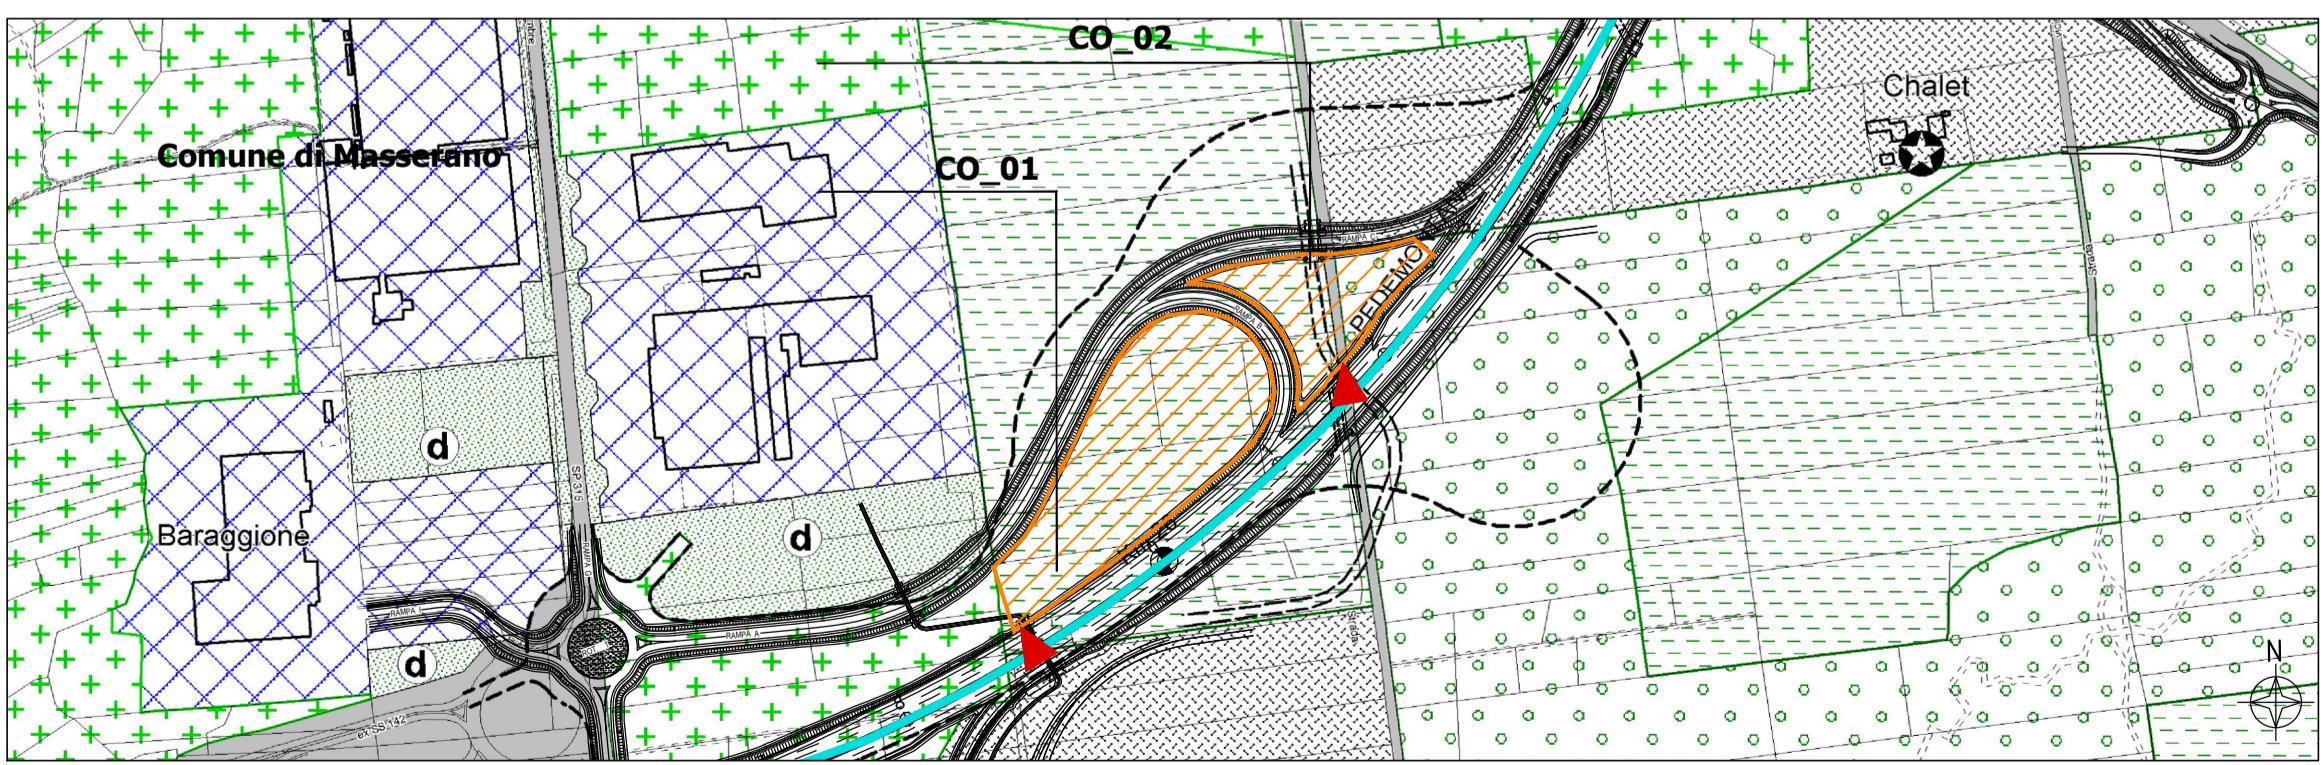 CO_02
Chalet
Comune di Masserano
CO_01
RAMPA B
PEDEMO
SP 315
d
d
Baraggione
RAMPA I
RAMPA A
d
Strada
Strada
ex SS 142
N